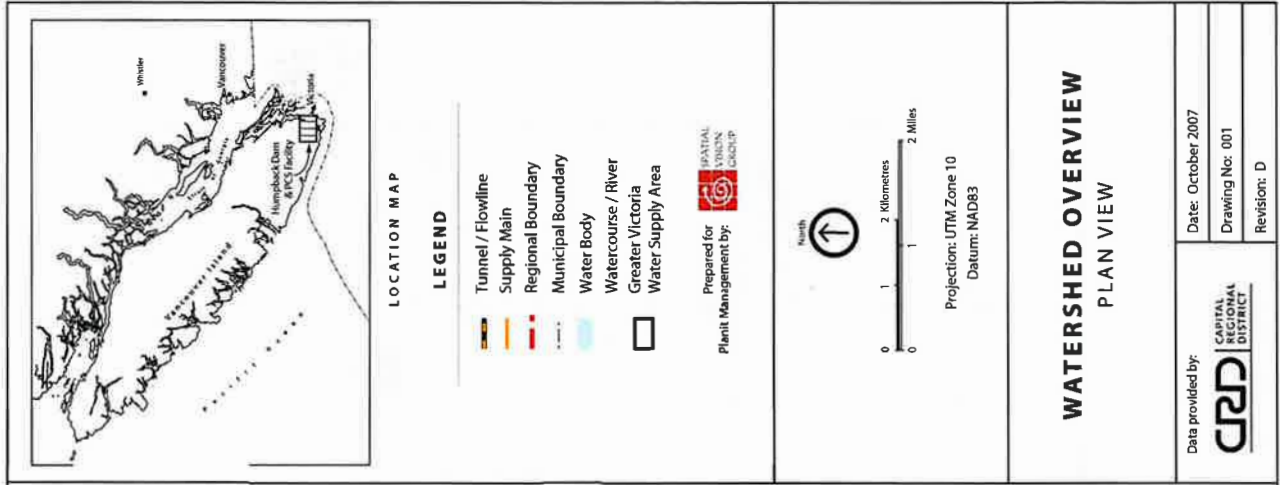 Whistler
Vancouver
Victoria
Humpback Dam
& PCS Facility
Vancouver Island
LOCATION MAP
LEGEND
Tunnel / Flowline
Supply Main
Regional Boundary
Municipal Boundary
Water Body
Watercourse / River
Greater Victoria
Water Supply Area
Prepared for
Planit Management by:
SPATIAL
VISION
GROUP
North
0 1 2 Kilometres
0 1 2 Miles
Projection: UTM Zone 10
Datum: NAD83
WATERSHED OVERVIEW
PLAN VIEW
Data provided by:
CRD
CAPITAL
REGIONAL
DISTRICT
Date: October 2007
Drawing No: 001
Revision: D